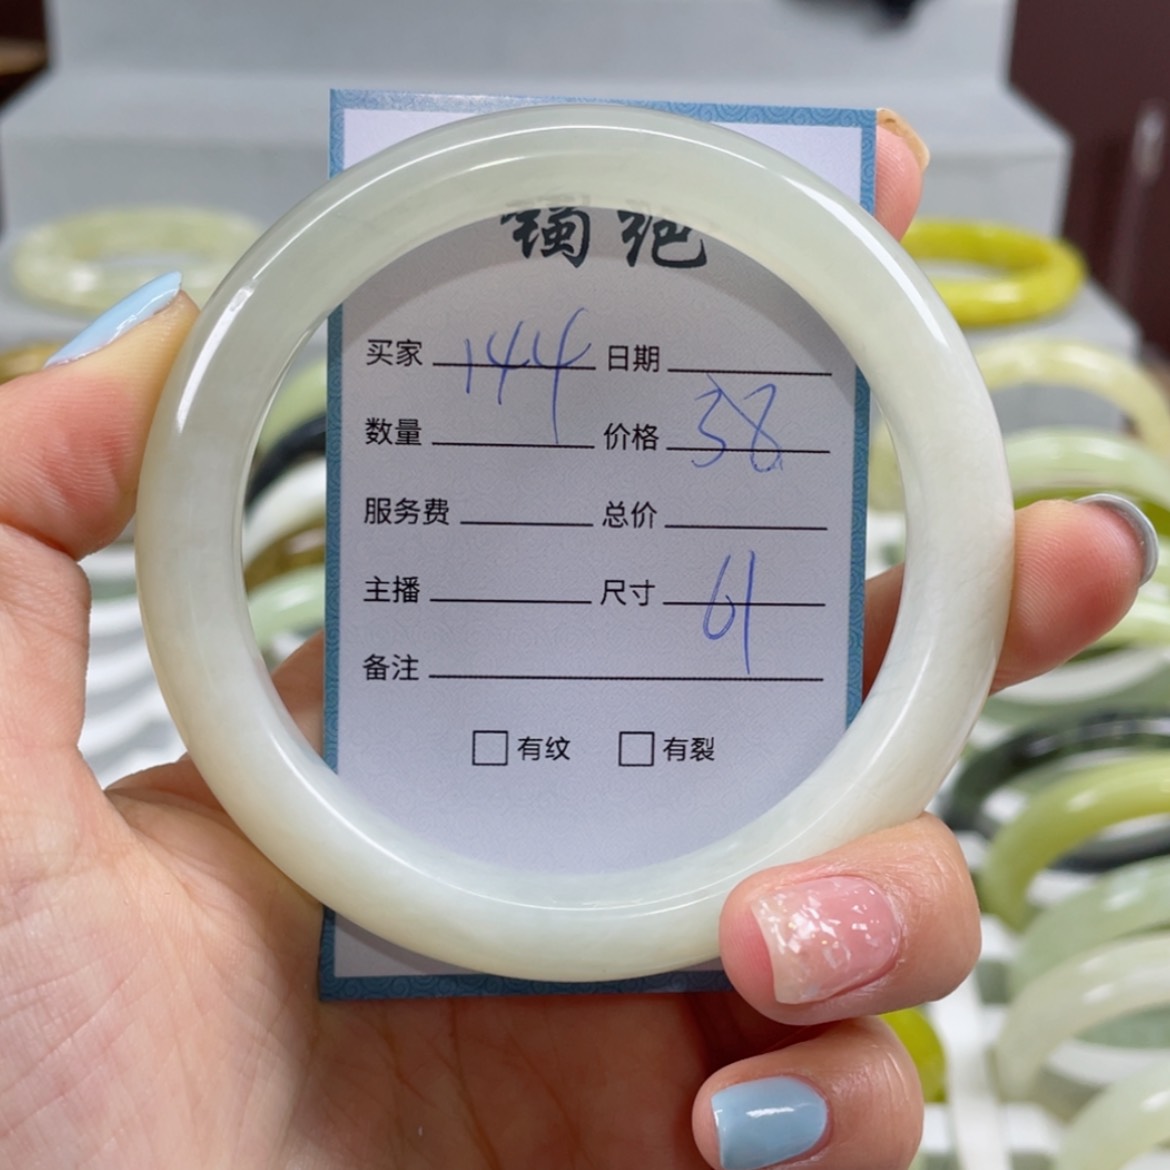 镯 纯
买家 144 日期
数量 价格 38
服务费 总价
主播 尺寸 61
备注
□有纹 □有裂